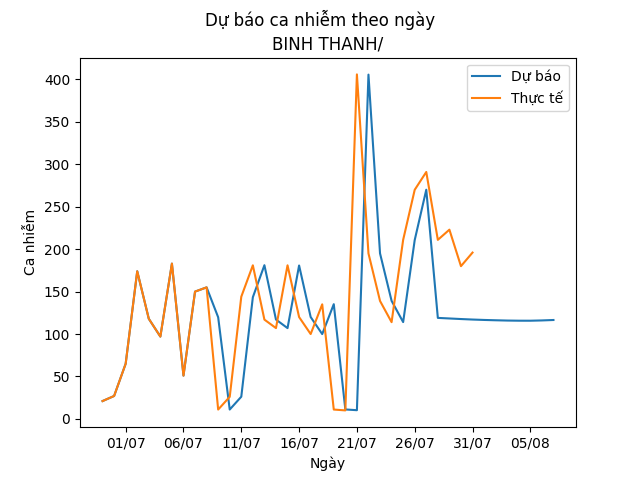 Dự báo ca nhiễm theo ngày
BINH THANH/
Dự báo
Thực tế
Ca nhiễm
400
350
300
250
200
150
100
50
0
01/07 06/07 11/07 16/07 21/07 26/07 31/07 05/08
Ngày